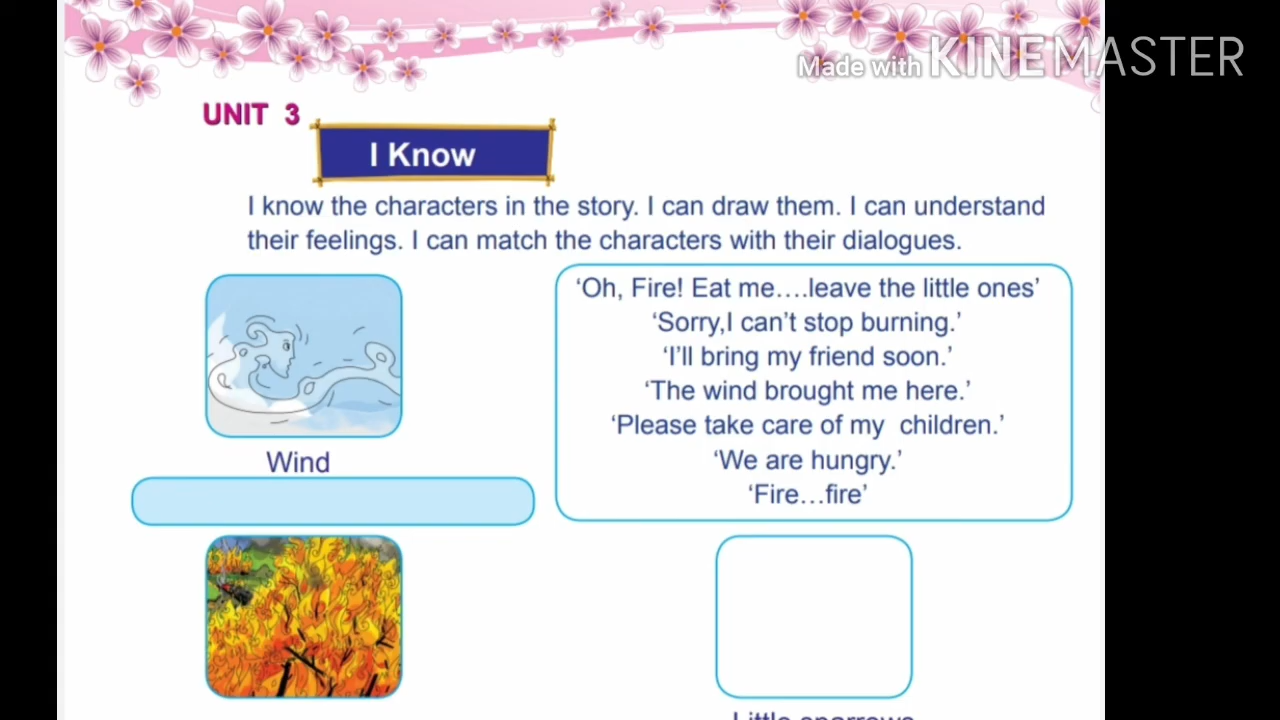 Made with KINEMASTER
UNIT 3
I Know
I know the characters in the story. I can draw them. I can understand
their feelings. I can match the characters with their dialogues.
‘Oh, Fire! Eat me....leave the little ones’
‘Sorry,I can’t stop burning.’
‘I’ll bring my friend soon.’
‘The wind brought me here.’
‘Please take care of my children.’
‘We are hungry.’
‘Fire...fire’
Wind
Little sparrows